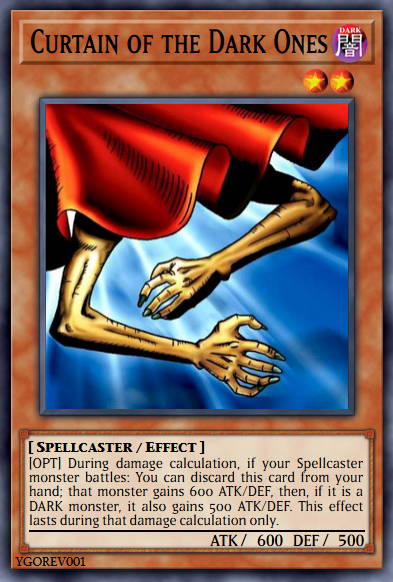 CURTAIN OF THE DARK ONES
DARK
闇
[ SPELLCASTER / EFFECT ]
[OPT] During damage calculation, if your Spellcaster
monster battles: You can discard this card from your
hand; that monster gains 600 ATK/DEF, then, if it is a
DARK monster, it also gains 500 ATK/DEF. This effect
lasts during that damage calculation only.
ATK / 600 DEF / 500
YGOREV001